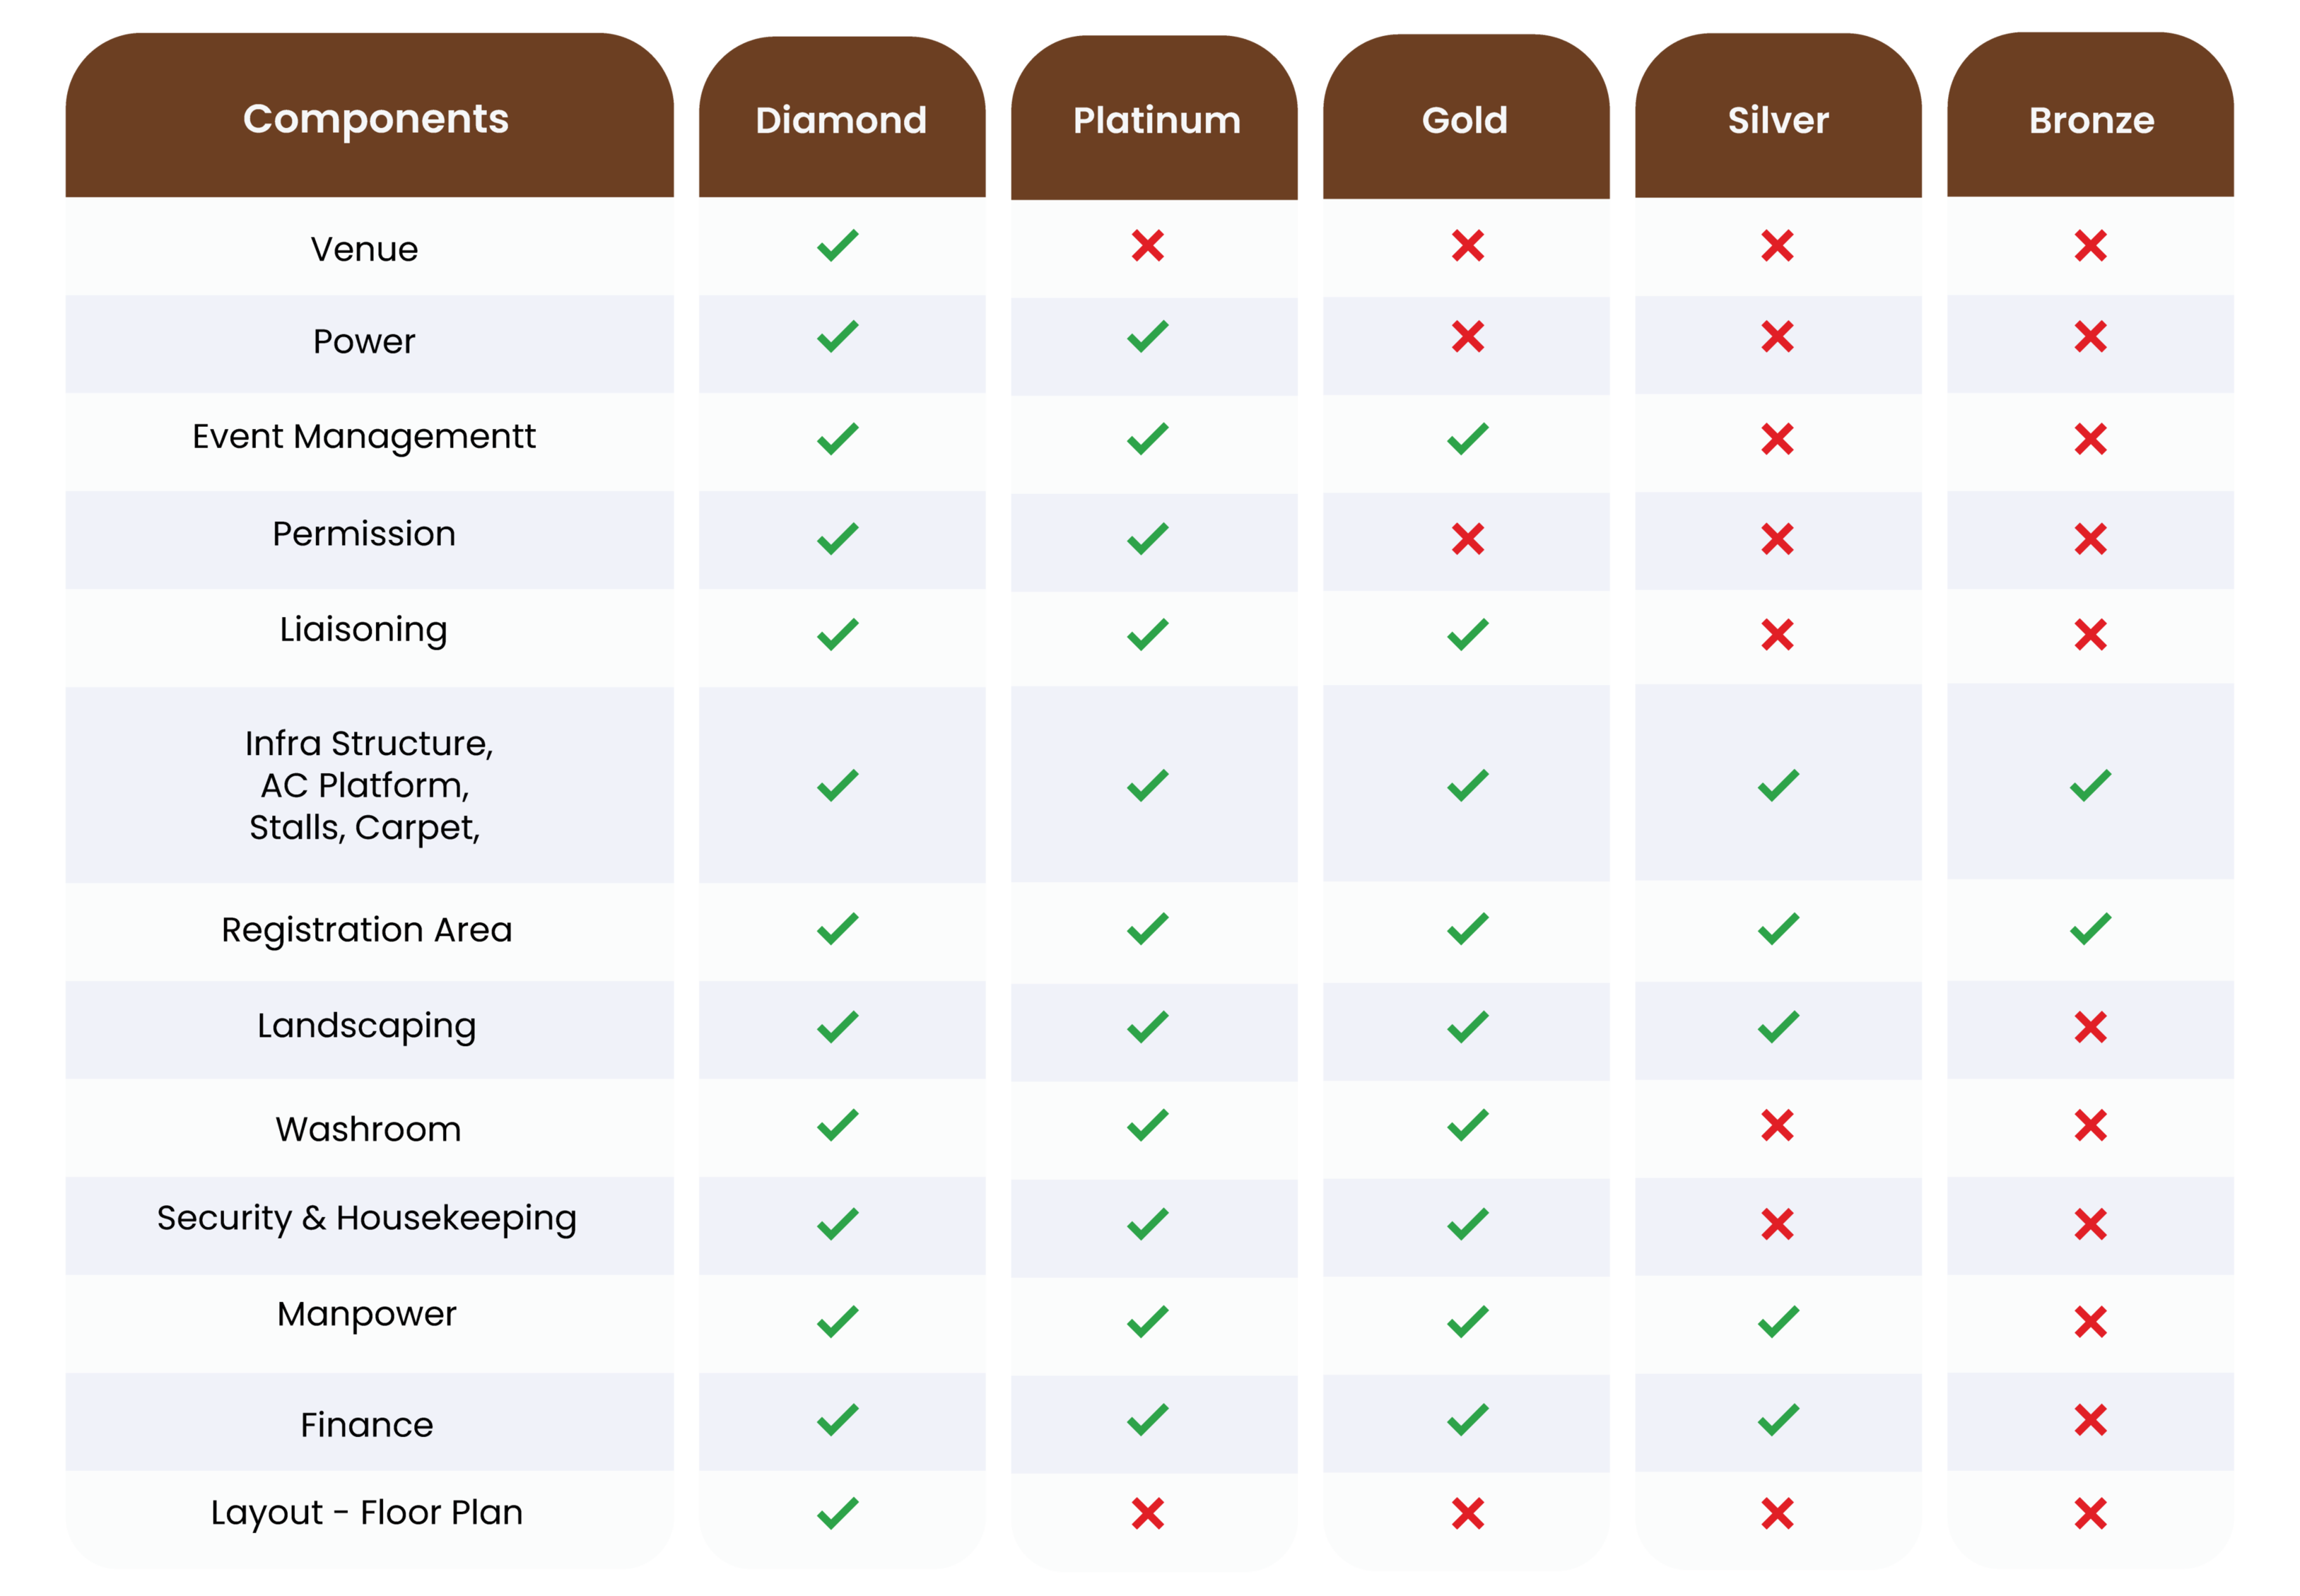 Components
Diamond
Platinum
Gold
Silver
Bronze
Venue
Power
Event Managementt
Permission
Liaisoning
Infra Structure,
AC Platform,
Stalls, Carpet,
Registration Area
Landscaping
Washroom
Security & Housekeeping
Manpower
Finance
Layout - Floor Plan